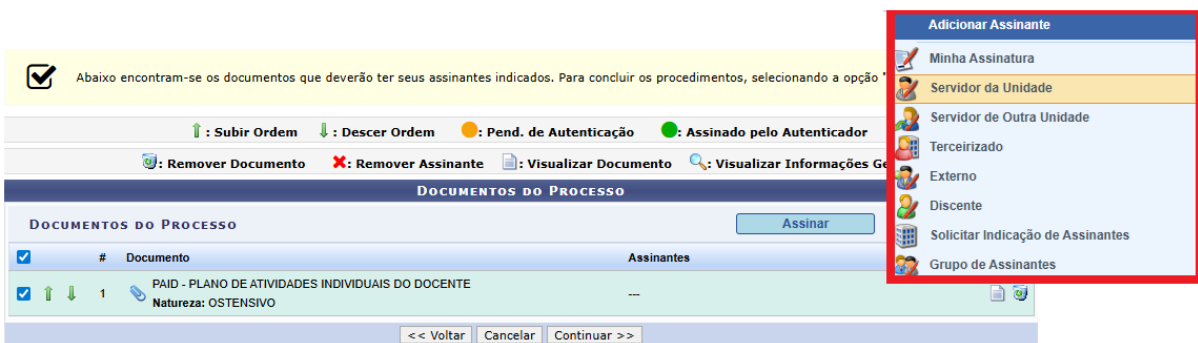 Adicionar Assinante
Minha Assinatura
Servidor da Unidade
Servidor de Outra Unidade
Terceirizado
Externo
Discente
Solicitar Indicação de Assinantes
Grupo de Assinantes
Abaixo encontram-se os documentos que deverão ter seus assinantes indicados. Para concluir os procedimentos, selecionando a opção "
: Subir Ordem : Descer Ordem : Pend. de Autenticação : Assinado pelo Autenticador
: Remover Documento : Remover Assinante : Visualizar Documento : Visualizar Informações Ge
DOCUMENTOS DO PROCESSO
DOCUMENTOS DO PROCESSO Assinar
# Documento Assinantes
1 PAID - PLANO DE ATIVIDADES INDIVIDUAIS DO DOCENTE ---
Natureza: OSTENSIVO
<< Voltar Cancelar Continuar >>